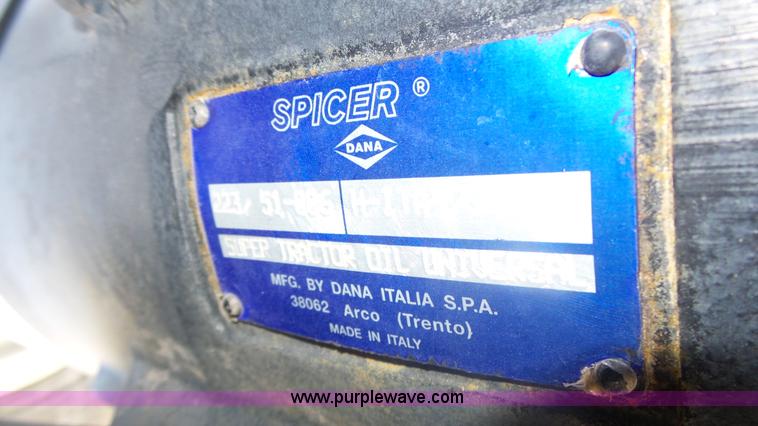 SPICER ®
DANA
SUPER TRACTOR OIL UNIVERSAL
MFG. BY DANA ITALIA S.P.A.
38062 Arco (Trento)
MADE IN ITALY
www.purplewave.com